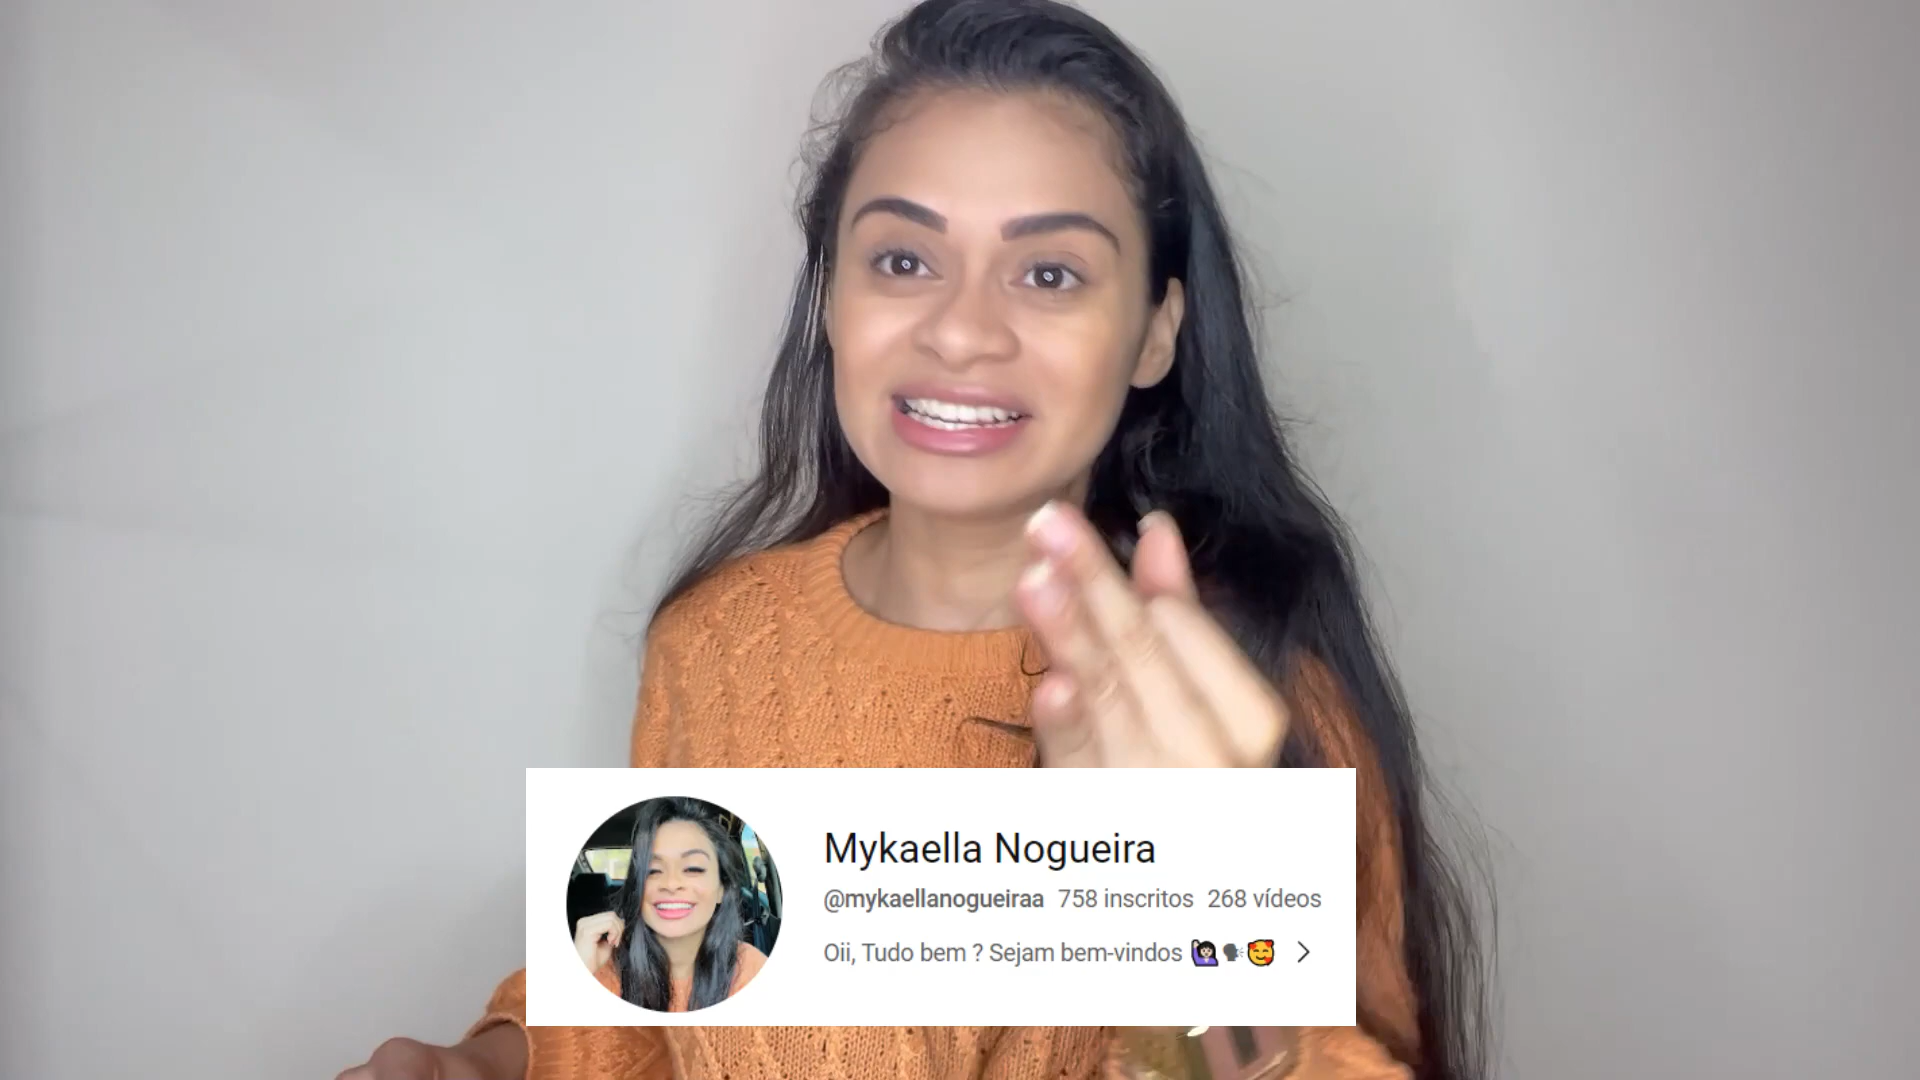 Mykaella Nogueira
@mykaellanogueiraa 758 inscritos 268 vídeos
Oii, Tudo bem ? Sejam bem-vindos 🙋🏻‍♀️🗣️🥰